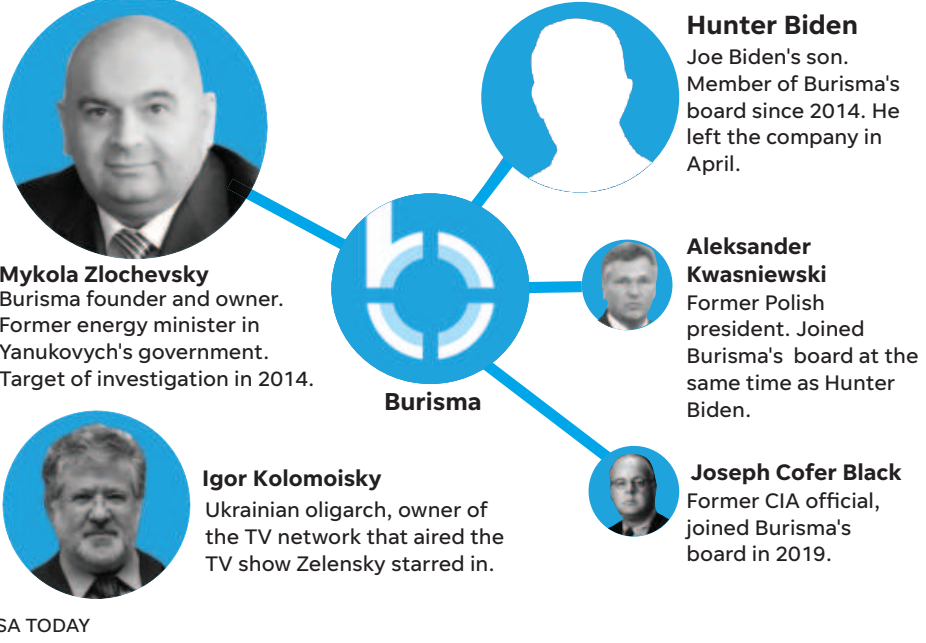 Hunter Biden
Joe Biden's son.
Member of Burisma's
board since 2014. He
left the company in
April.
Mykola Zlochevsky
Burisma founder and owner.
Former energy minister in
Yanukovych's government.
Target of investigation in 2014.
Burisma
Aleksander
Kwasniewski
Former Polish
president. Joined
Burisma's board at the
same time as Hunter
Biden.
Igor Kolomoisky
Ukrainian oligarch, owner of
the TV network that aired the
TV show Zelensky starred in.
Joseph Cofer Black
Former CIA official,
joined Burisma's
board in 2019.
SA TODAY